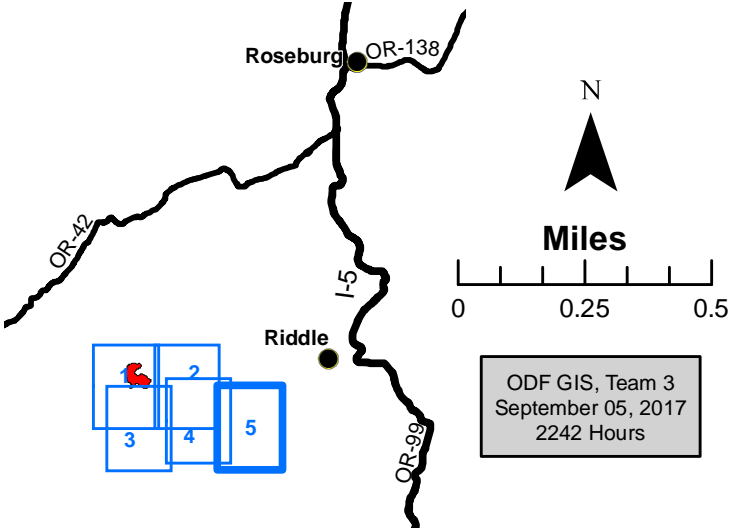 Roseburg
OR-138
N
OR-42
Miles
I-5
0 0.25 0.5
Riddle
1 2
3 4 5
OR-99
ODF GIS, Team 3
September 05, 2017
2242 Hours